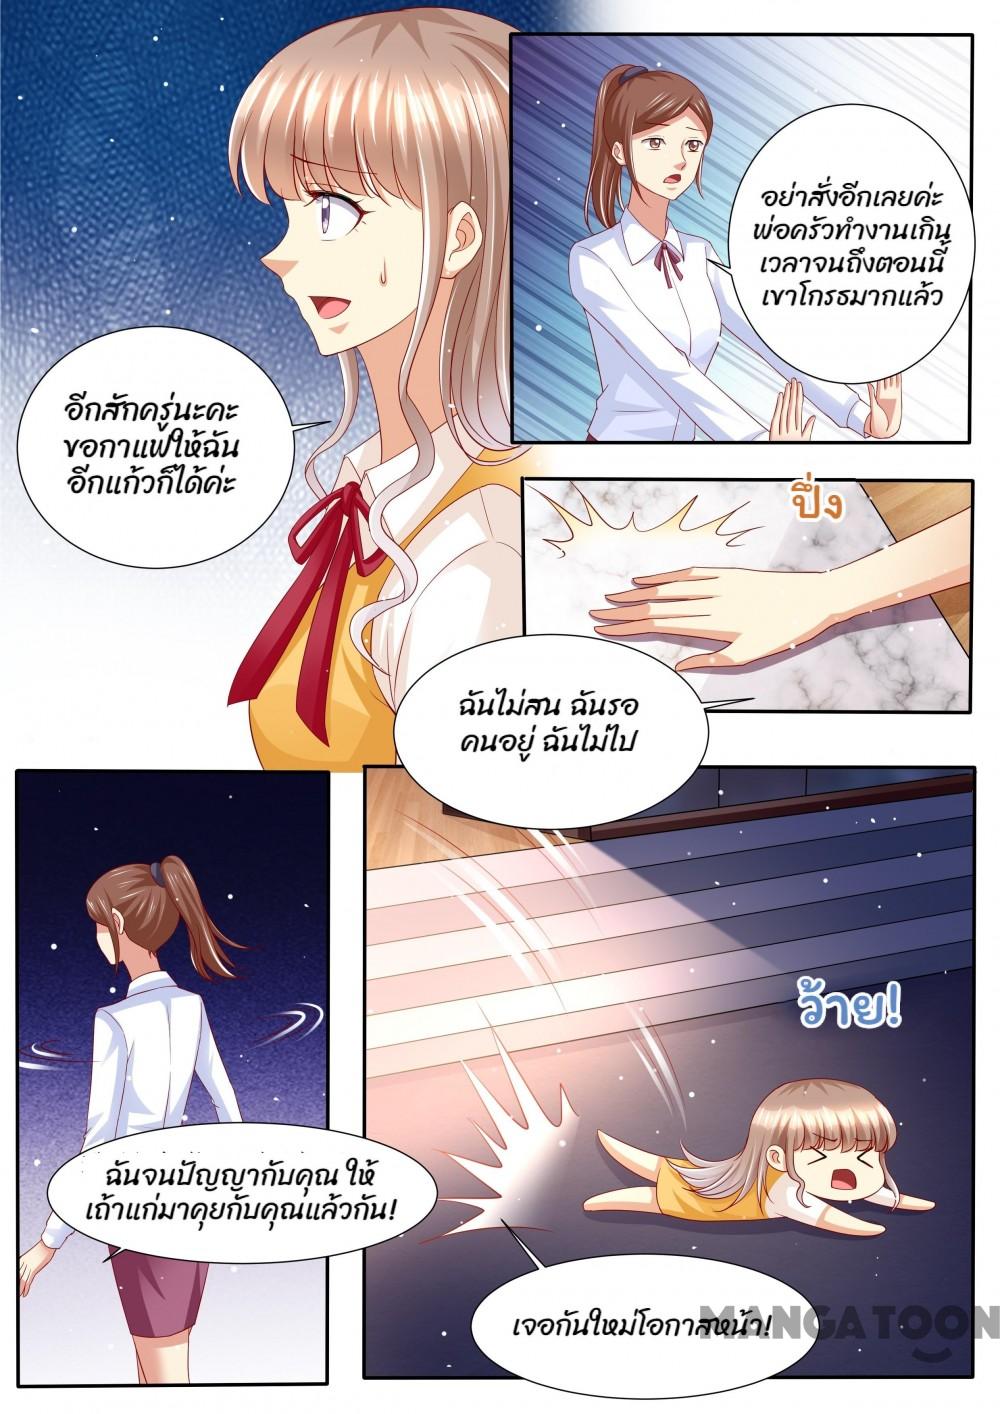 อย่าสั่งอีกเลยค่ะ
พ่อครัวทำงานเกิน
เวลาจนถึงตอนนี้
เขาโกรธมากแล้ว
อีกสักครู่นะคะ
ขอกาแฟให้ฉัน
อีกแก้วก็ได้ค่ะ
ปึ่ง
ฉันไม่สน ฉันรอ
คนอยู่ ฉันไม่ไป
ฉันจนปัญญากับคุณ ให้
เถ้าแก่มาคุยกับคุณแล้วกัน!
ว้าย!
เจอกันใหม่โอกาสหน้า!
MANGATOON